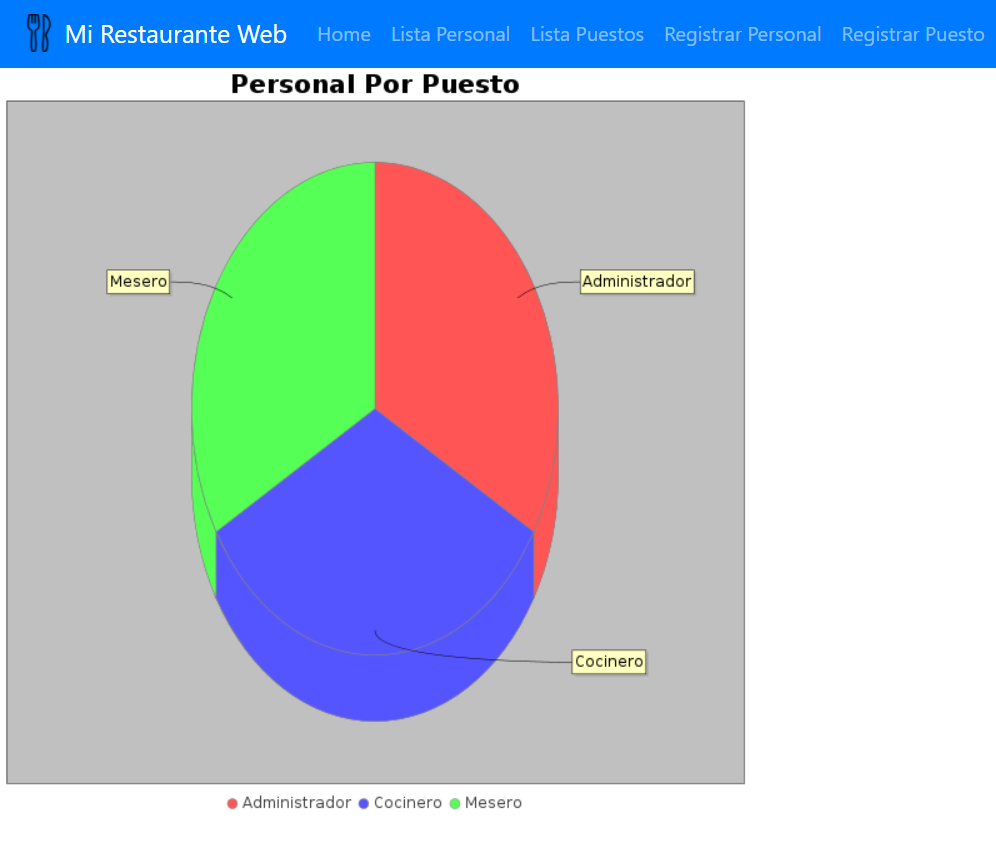 Mi Restaurante Web Home Lista Personal Lista Puestos Registrar Personal Registrar Puesto
Personal Por Puesto
Mesero
Administrador
Cocinero
Administrador Cocinero Mesero